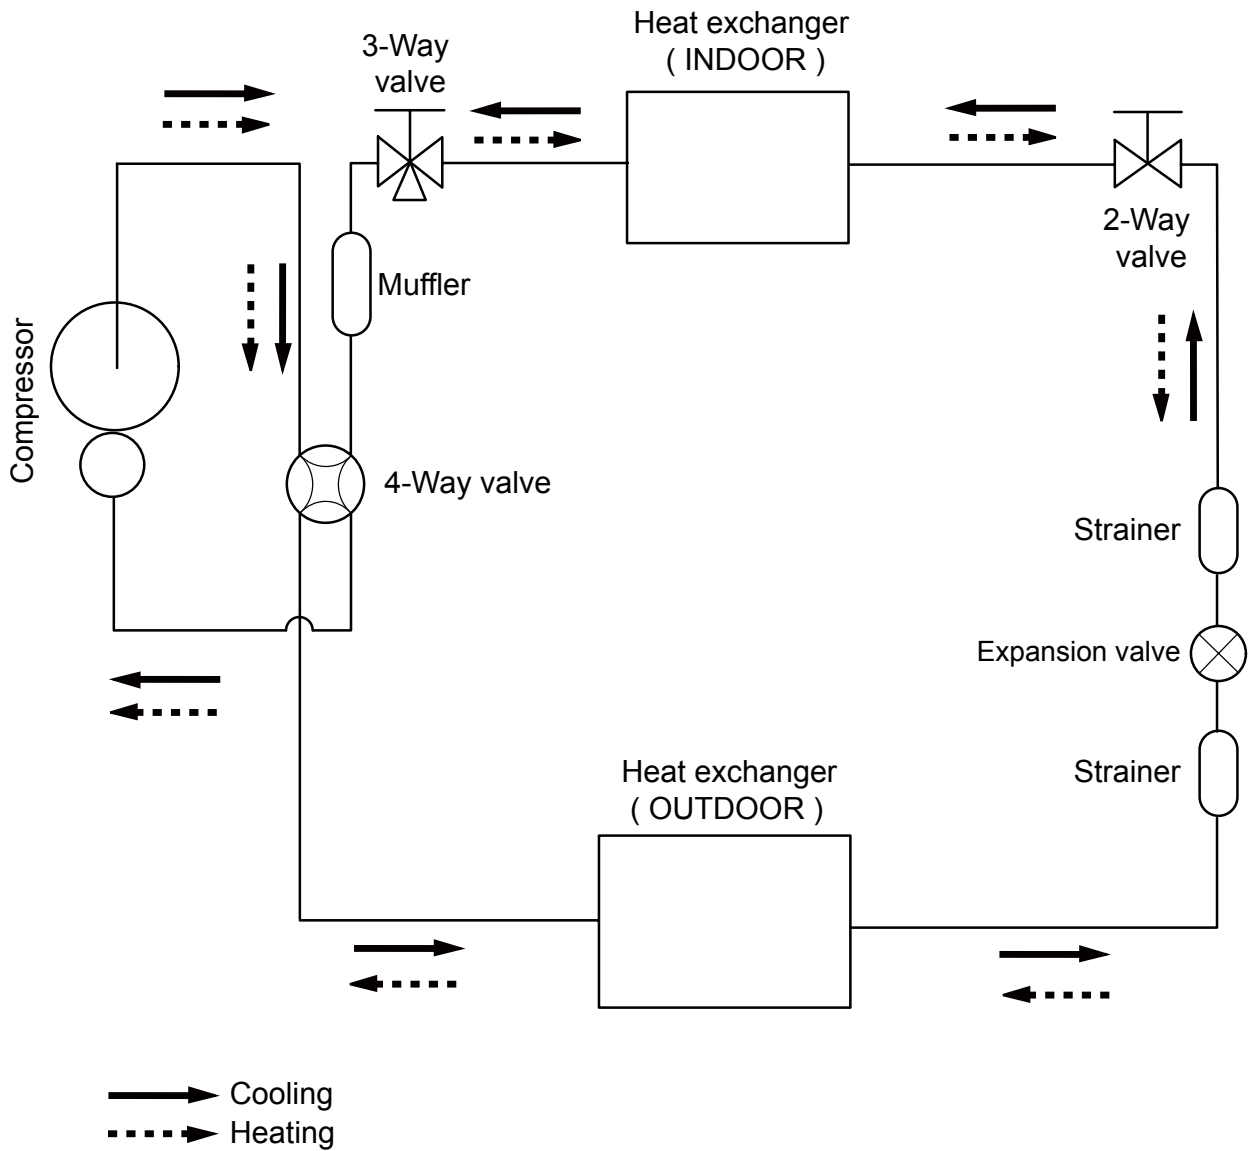 Heat exchanger
( INDOOR )
3-Way
valve
2-Way
valve
Muffler
Compressor
4-Way valve
Strainer
Expansion valve
Strainer
Heat exchanger
( OUTDOOR )
Cooling
Heating